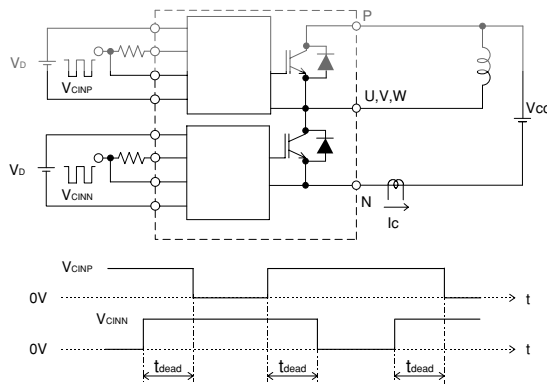 P
VD
VCINP
U,V,W
VCC
VD
VCINN
N
IC
VCINP
0V
t
VCINN
0V
t
tdead
tdead
tdead